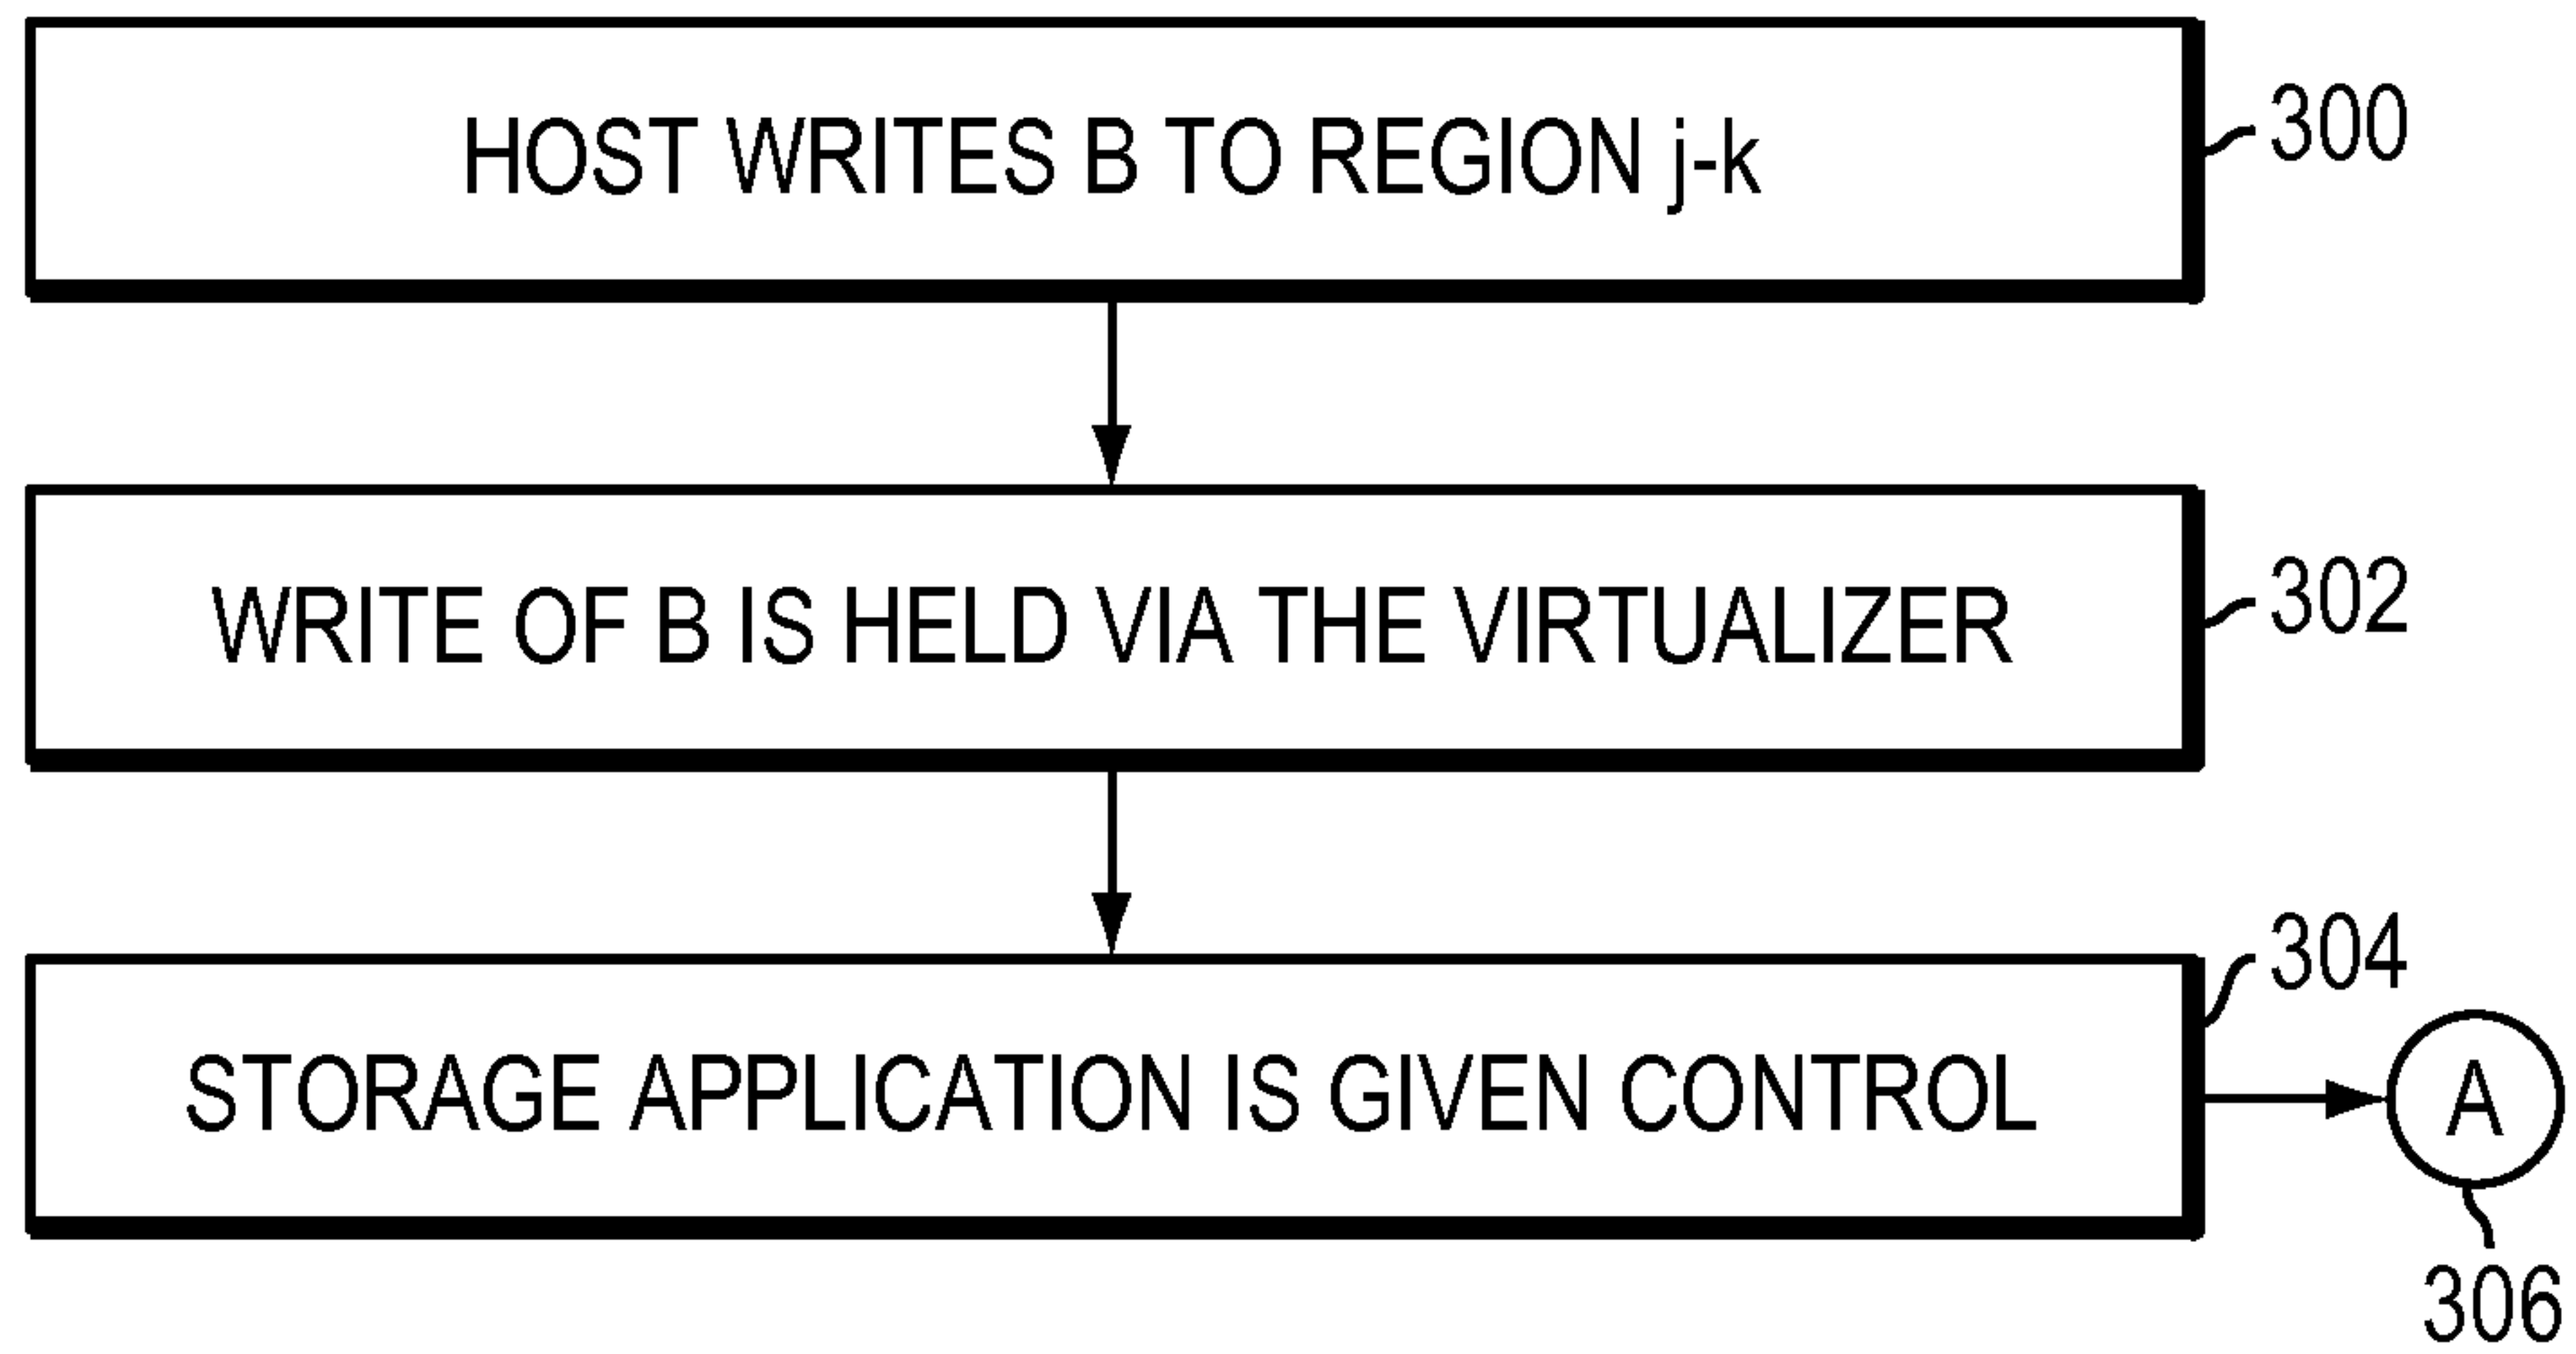 HOST WRITES B TO REGION j-k
300
WRITE OF B IS HELD VIA THE VIRTUALIZER
302
304
STORAGE APPLICATION IS GIVEN CONTROL
A
306